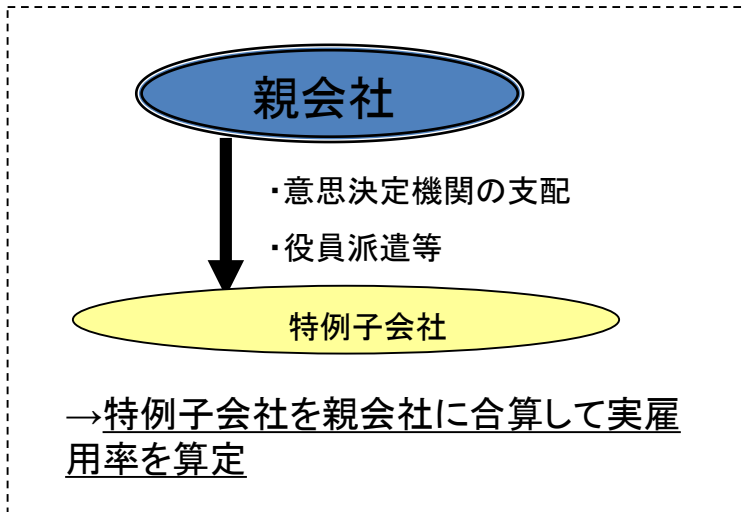 親会社
・意思決定機関の支配
・役員派遣等
特例子会社
→特例子会社を親会社に合算して実雇
用率を算定